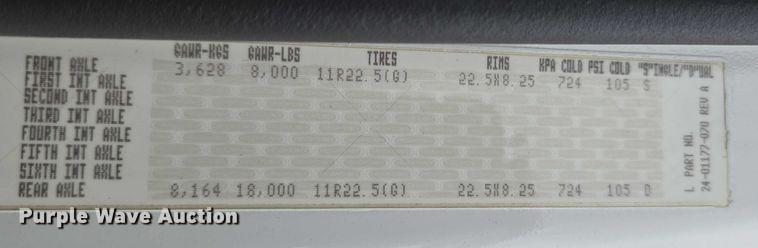 GAWR-KGS GAWR-LBS TIRES RIMS KPA COLD PSI COLD "S"INGLE/"D"UAL
FRONT AXLE 3,628 8,000 11R22.5(G) 22.5X8.25 724 105 S
FIRST INT AXLE
SECOND INT AXLE
THIRD INT AXLE
FOURTH INT AXLE
FIFTH INT AXLE
SIXTH INT AXLE
REAR AXLE 8,164 18,000 11R22.5(G) 22.5X8.25 724 105 D
L PART NO.
24-01177-070 REV A
Purple Wave Auction